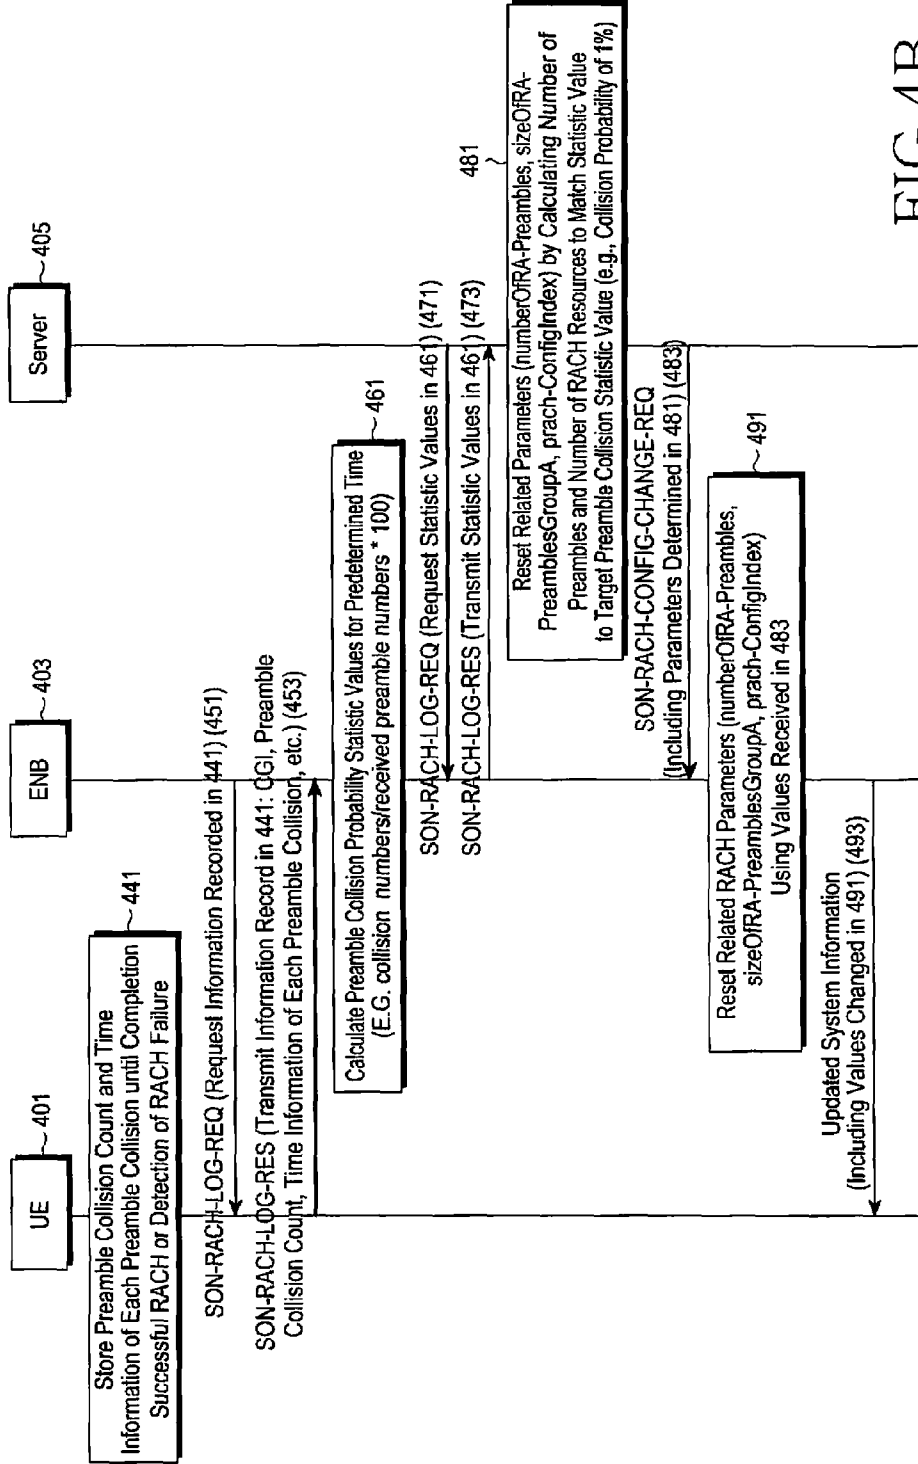 UE
401
ENB
403
Server
405
Store Preamble Collision Count and Time
Information of Each Preamble Collision until Completion
Successful RACH or Detection of RACH Failure
441
SON-RACH-LOG-REQ (Request Information Recorded in 441) (451)
SON-RACH-LOG-RES (Transmit Information Record in 441: CGI, Preamble
Collision Count, Time Information of Each Preamble Collision, etc.) (453)
Calculate Preamble Collision Probability Statistic Values for Predetermined Time
(E.G. collision numbers/received preamble numbers * 100)
461
SON-RACH-LOG-REQ (Request Statistic Values in 461) (471)
SON-RACH-LOG-RES (Transmit Statistic Values in 461) (473)
481
Reset Related Parameters (numberOfRA-Preambles, sizeOfRA-
PreamblesGroupA, prach-ConfigIndex) by Calculating Number of
Preambles and Number of RACH Resources to Match Statistic Value
to Target Preamble Collision Statistic Value (e.g., Collision Probability of 1%)
SON-RACH-CONFIG-CHANGE-REQ
(Including Parameters Determined in 481) (483)
Reset Related RACH Parameters (numberOfRA-Preambles,
sizeOfRA-PreamblesGroupA, prach-ConfigIndex)
Using Values Received in 483
491
Updated System Information
(Including Values Changed in 491) (493)
FIG.4B